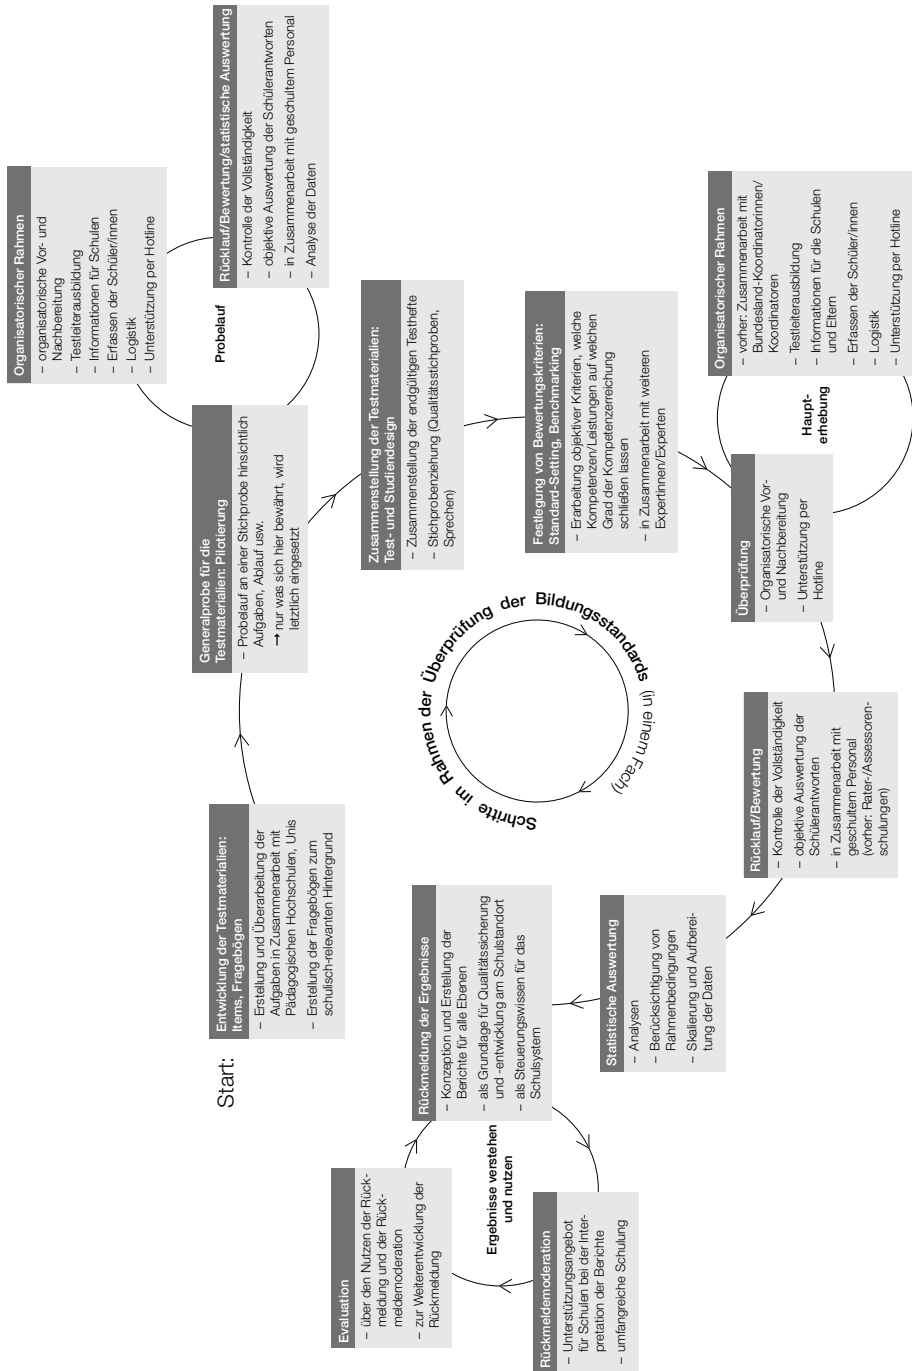 Start:
Entwicklung der Testmaterialien:
Items, Fragebögen
– Erstellung und Überarbeitung der
Aufgaben in Zusammenarbeit mit
Pädagogischen Hochschulen, Unis
– Erstellung der Fragebögen zum
schulisch-relevanten Hintergrund
Generalprobe für die
Testmaterialien: Pilotierung
– Probelauf an einer Stichprobe hinsichtlich
Aufgaben, Ablauf usw.
→ nur was sich hier bewährt, wird
letztlich eingesetzt
Probelauf
Organisatorischer Rahmen
– organisatorische Vor- und
Nachbereitung
– Testleiterausbildung
– Informationen für Schulen
– Erfassen der Schüler/innen
– Logistik
– Unterstützung per Hotline
Rücklauf/Bewertung/statistische Auswertung
– Kontrolle der Vollständigkeit
– objektive Auswertung der Schülerantworten
– in Zusammenarbeit mit geschultem Personal
– Analyse der Daten
Zusammenstellung der Testmaterialien:
Test- und Studiendesign
– Zusammenstellung der endgültigen Testhefte
– Stichprobenziehung (Qualitätsstichproben,
Sprechen)
Festlegung von Bewertungskriterien:
Standard-Setting, Benchmarking
– Erarbeitung objektiver Kriterien, welche
Kompetenzen/Leistungen auf welchen
Grad der Kompetenzerreichung
schließen lassen
– in Zusammenarbeit mit weiteren
Expertinnen/Experten
Überprüfung
– Organisatorische Vor-
und Nachbereitung
– Unterstützung per
Hotline
Haupt-
erhebung
Organisatorischer Rahmen
– vorher: Zusammenarbeit mit
Bundesland-Koordinatorinnen/
Koordinatoren
– Testleiterausbildung
– Informationen für die Schulen
und Eltern
– Erfassen der Schüler/innen
– Logistik
– Unterstützung per Hotline
Rücklauf/Bewertung
– Kontrolle der Vollständigkeit
– objektive Auswertung der
Schülerantworten
– in Zusammenarbeit mit
geschultem Personal
(vorher: Rater-/Assessoren-
schulungen)
Statistische Auswertung
– Analysen
– Berücksichtigung von
Rahmenbedingungen
– Skalierung und Aufberei-
tung der Daten
Rückmeldung der Ergebnisse
– Konzeption und Erstellung der
Berichte für alle Ebenen
– als Grundlage für Qualitätssicherung
und -entwicklung am Schulstandort
– als Steuerungswissen für das
Schulsystem
Ergebnisse verstehen
und nutzen
Rückmeldemoderation
– Unterstützungsangebot
für Schulen bei der Inter-
pretation der Berichte
– umfangreiche Schulung
Evaluation
– über den Nutzen der Rück-
meldung und der Rück-
meldemoderation
– zur Weiterentwicklung der
Rückmeldung
Schritte im Rahmen der Überprüfung der Bildungsstandards (in einem Fach)